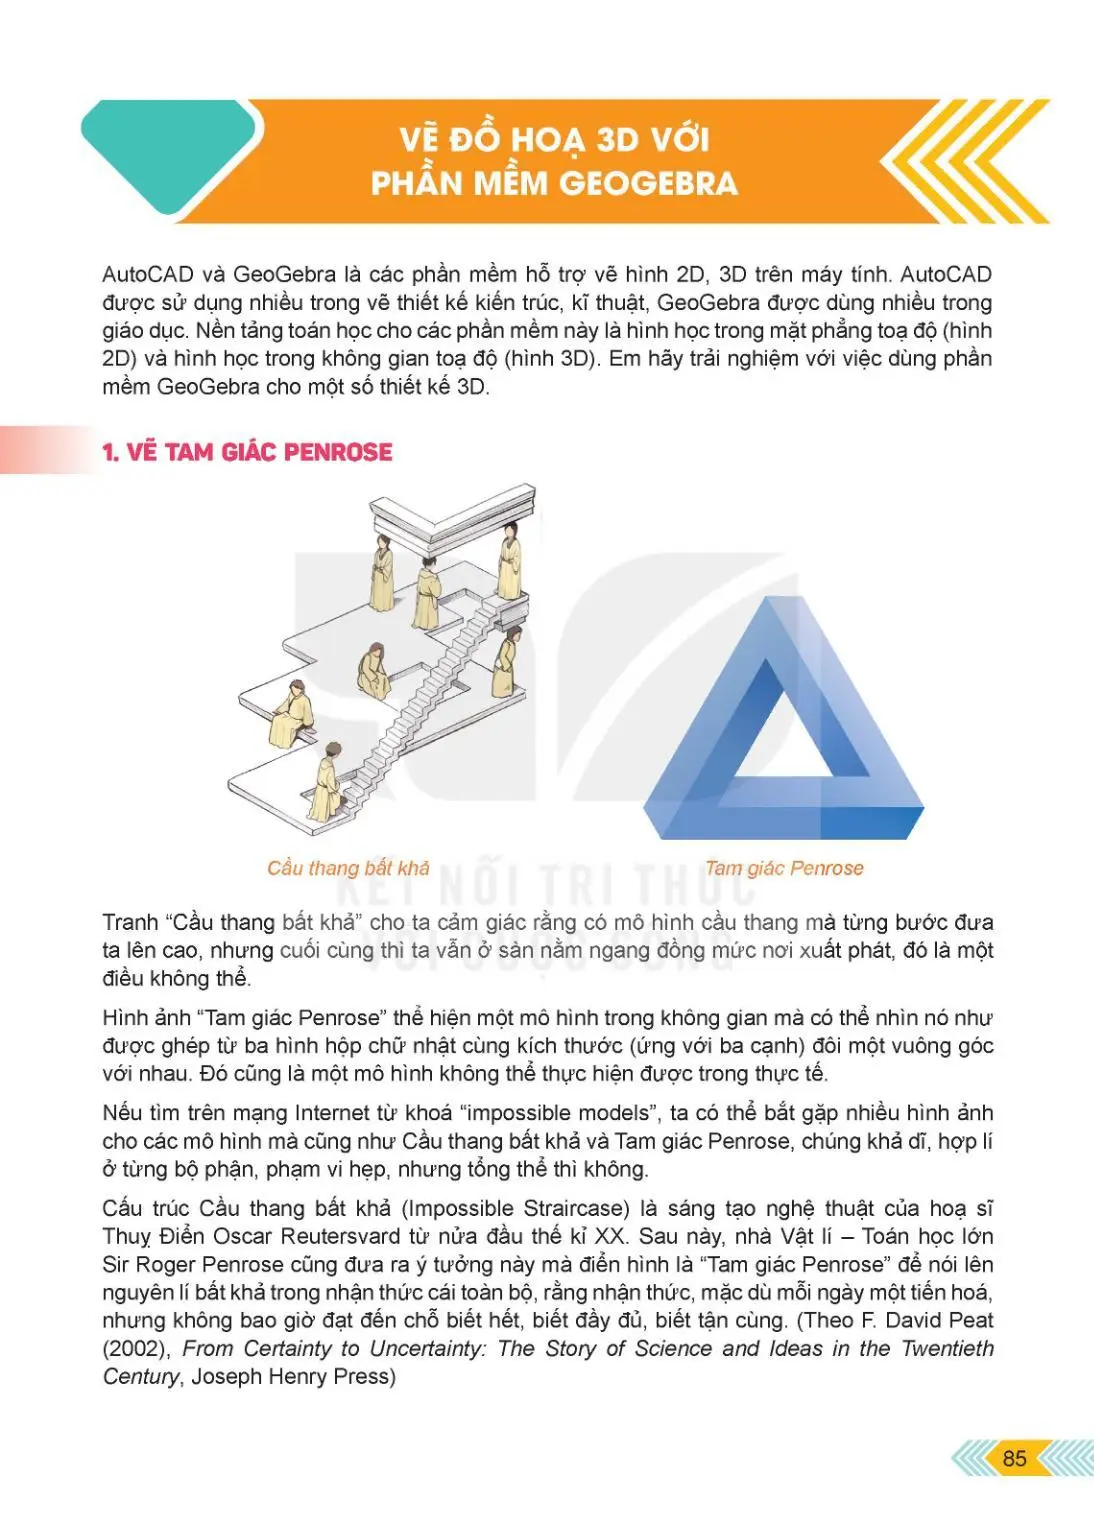 VẼ ĐỒ HOẠ 3D VỚI
PHẦN MỀM GEOGEBRA
AutoCAD và GeoGebra là các phần mềm hỗ trợ vẽ hình 2D, 3D trên máy tính. AutoCAD
được sử dụng nhiều trong vẽ thiết kế kiến trúc, kĩ thuật, GeoGebra được dùng nhiều trong
giáo dục. Nền tảng toán học cho các phần mềm này là hình học trong mặt phẳng toạ độ (hình
2D) và hình học trong không gian toạ độ (hình 3D). Em hãy trải nghiệm với việc dùng phần
mềm GeoGebra cho một số thiết kế 3D.
1. VẼ TAM GIÁC PENROSE
Cầu thang bất khả
Tam giác Penrose
KẾT NỐI TRI THỨC
VỚI CUỘC SỐNG
Tranh “Cầu thang bất khả” cho ta cảm giác rằng có mô hình cầu thang mà từng bước đưa
ta lên cao, nhưng cuối cùng thì ta vẫn ở sàn nằm ngang đồng mức nơi xuất phát, đó là một
điều không thể.
Hình ảnh “Tam giác Penrose” thể hiện một mô hình trong không gian mà có thể nhìn nó như
được ghép từ ba hình hộp chữ nhật cùng kích thước (ứng với ba cạnh) đôi một vuông góc
với nhau. Đó cũng là một mô hình không thể thực hiện được trong thực tế.
Nếu tìm trên mạng Internet từ khoá “impossible models”, ta có thể bắt gặp nhiều hình ảnh
cho các mô hình mà cũng như Cầu thang bất khả và Tam giác Penrose, chúng khả dĩ, hợp lí
ở từng bộ phận, phạm vi hẹp, nhưng tổng thể thì không.
Cấu trúc Cầu thang bất khả (Impossible Straircase) là sáng tạo nghệ thuật của hoạ sĩ
Thuỵ Điển Oscar Reutersvard từ nửa đầu thế kỉ XX. Sau này, nhà Vật lí – Toán học lớn
Sir Roger Penrose cũng đưa ra ý tưởng này mà điển hình là “Tam giác Penrose” để nói lên
nguyên lí bất khả trong nhận thức cái toàn bộ, rằng nhận thức, mặc dù mỗi ngày một tiến hoá,
nhưng không bao giờ đạt đến chỗ biết hết, biết đầy đủ, biết tận cùng. (Theo F. David Peat
(2002), From Certainty to Uncertainty: The Story of Science and Ideas in the Twentieth
Century, Joseph Henry Press)
85